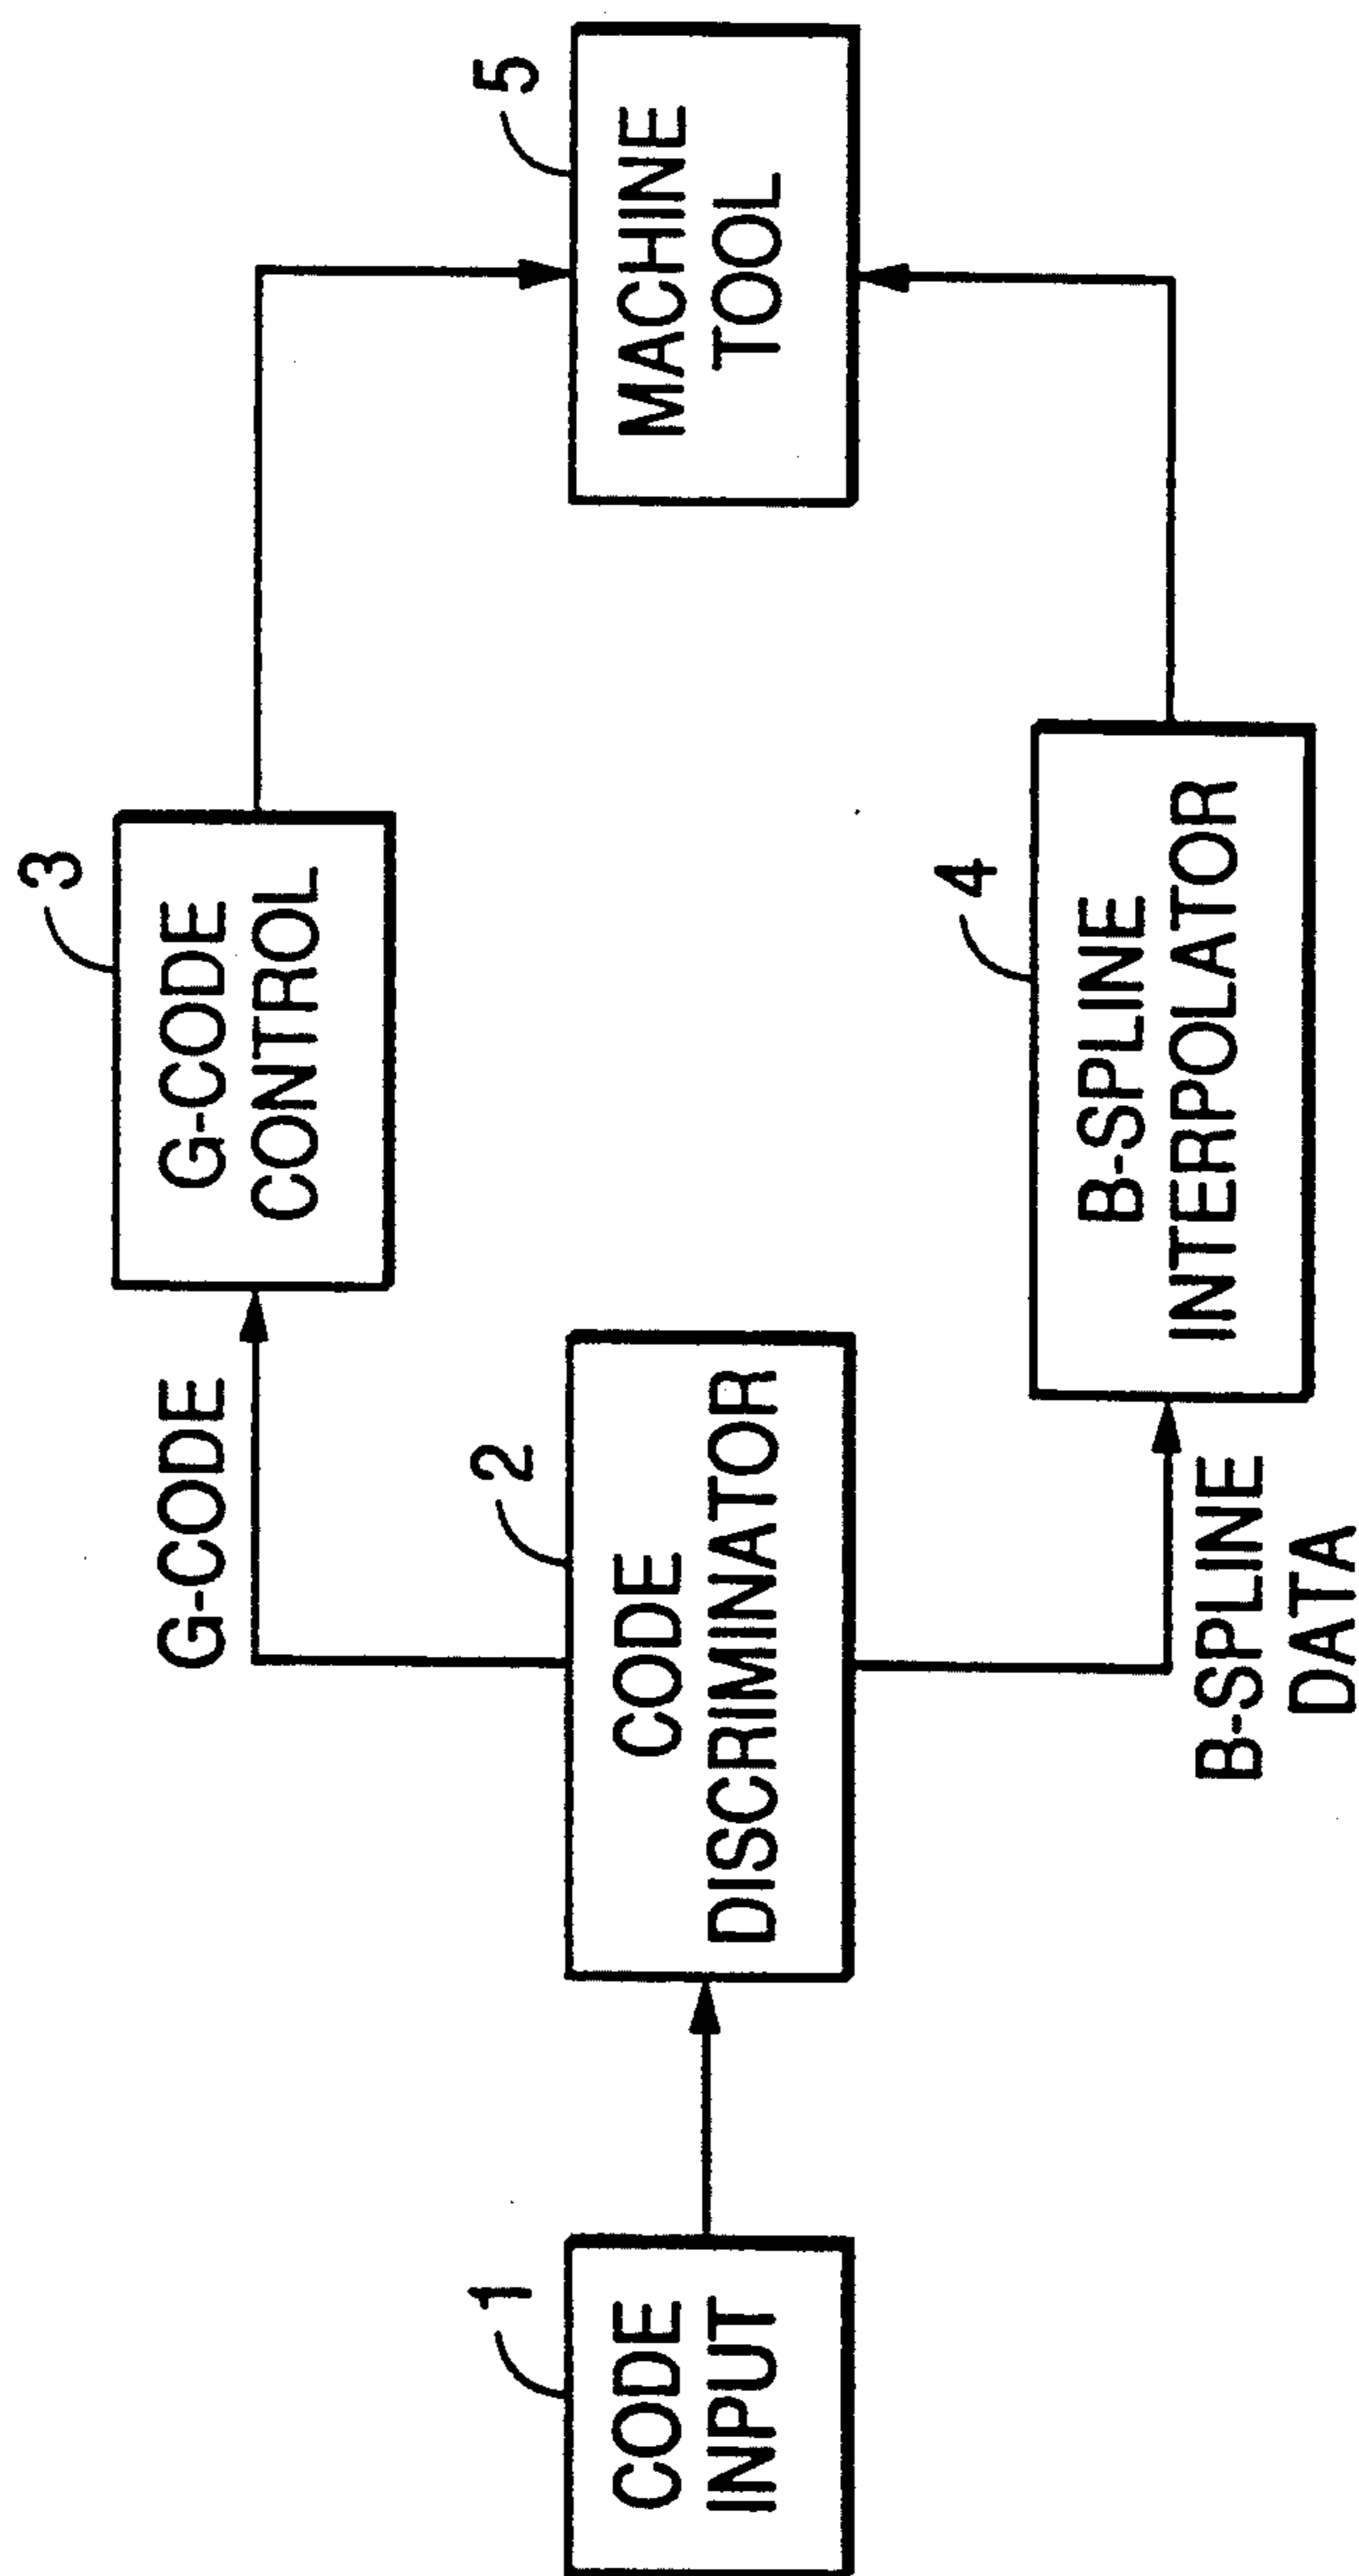 1
CODE
INPUT
2
CODE
DISCRIMINATOR
G-CODE
B-SPLINE
DATA
3
G-CODE
CONTROL
4
B-SPLINE
INTERPOLATOR
5
MACHINE
TOOL